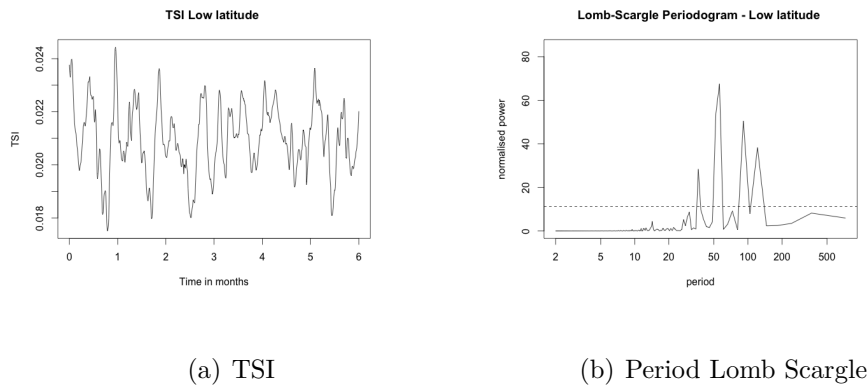 TSI Low latitude
TSI
0.018 0.020 0.022 0.024
0 1 2 3 4 5 6
Time in months
(a) TSI
Lomb-Scargle Periodogram - Low latitude
normalised power
0 20 40 60 80
2 5 10 20 50 100 200 500
period
(b) Period Lomb Scargle